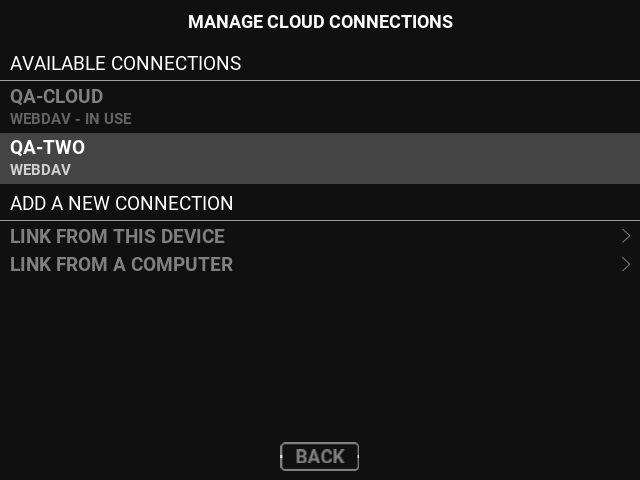 MANAGE CLOUD CONNECTIONS
AVAILABLE CONNECTIONS
QA-CLOUD
WEBDAV - IN USE
QA-TWO
WEBDAV
ADD A NEW CONNECTION
LINK FROM THIS DEVICE
LINK FROM A COMPUTER
BACK